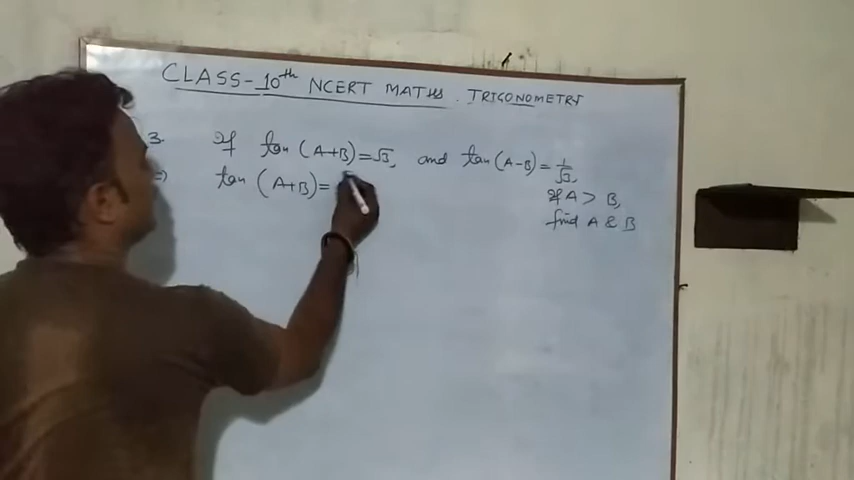 CLASS-10th NCERT MATHS. TRIGONOMETRY
3. If tan (A+B)=√3, and tan(A-B)=1/√3,
=) tan (A+B)=
If A > B,
find A & B